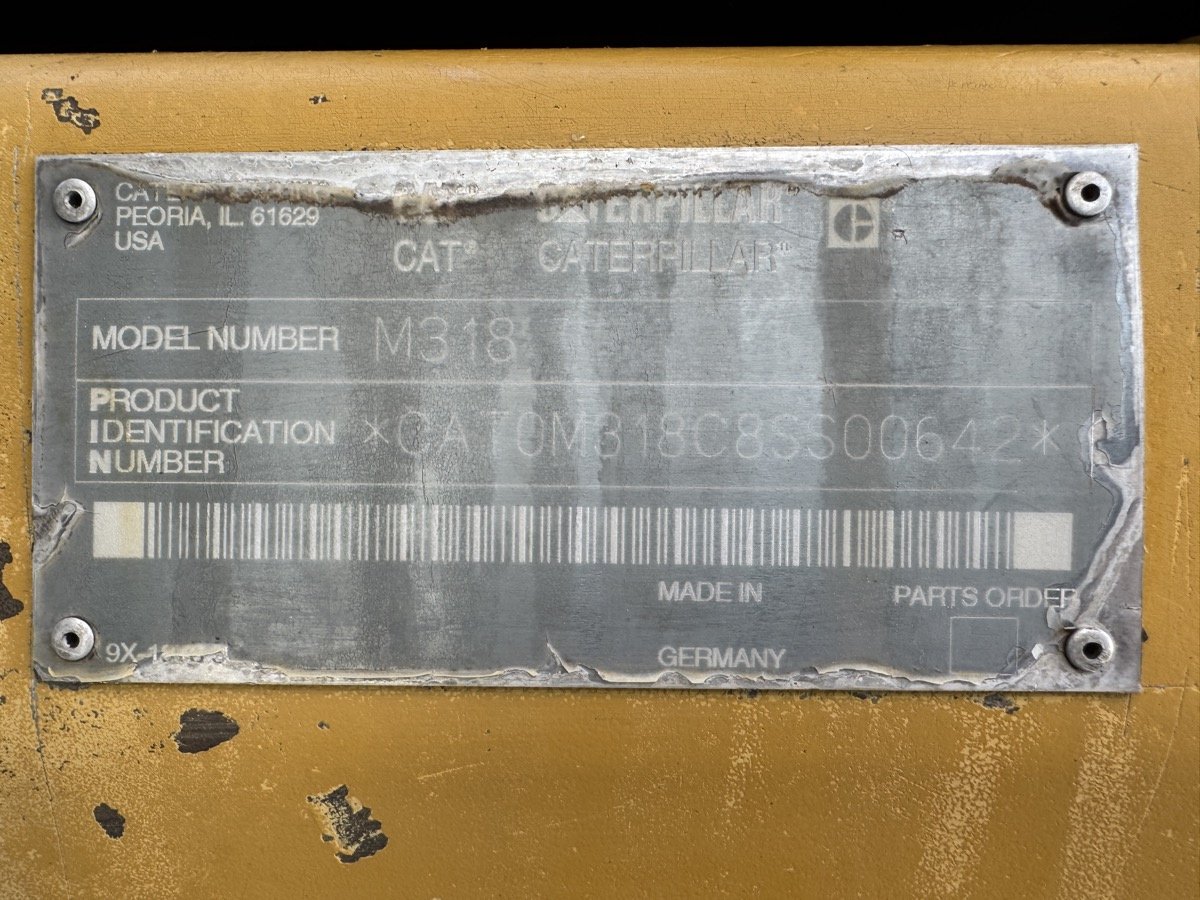 PEORIA, IL. 61629
USA
CATERPILLAR
CAT® CATERPILLAR
MODEL NUMBER M318
PRODUCT
IDENTIFICATION
NUMBER
*CAT0M318C8SS00642*
MADE IN
PARTS ORDER
GERMANY